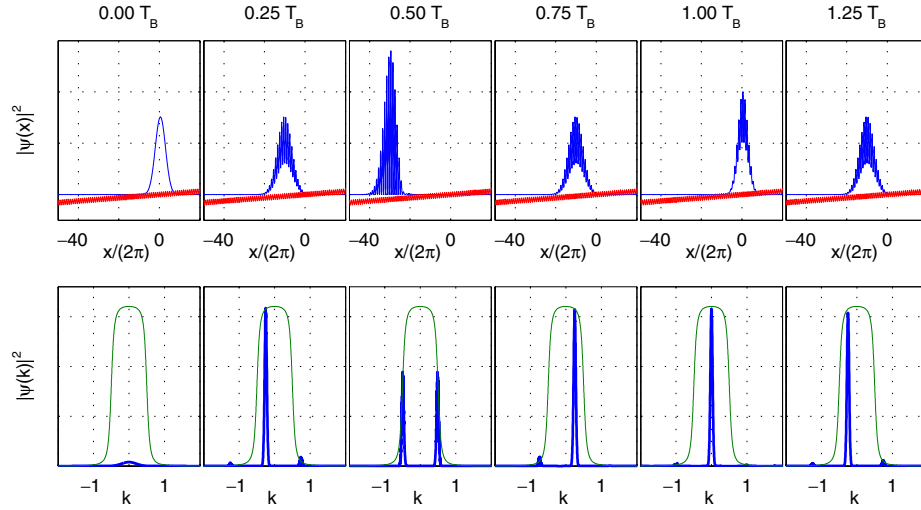 0.00 T_B 0.25 T_B 0.50 T_B 0.75 T_B 1.00 T_B 1.25 T_B
|ψ(x)|²
−40 0 −40 0 −40 0 −40 0 −40 0 −40 0
x/(2π) x/(2π) x/(2π) x/(2π) x/(2π) x/(2π)
|ψ(k)|²
−1 1 −1 1 −1 1 −1 1 −1 1 −1 1
k k k k k k